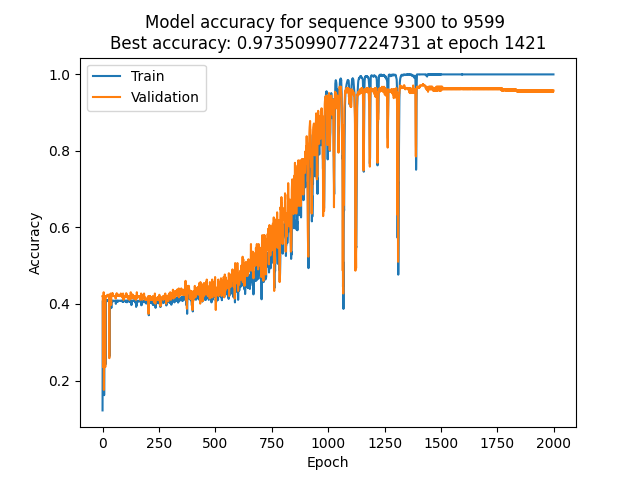 Model accuracy for sequence 9300 to 9599
Best accuracy: 0.9735099077224731 at epoch 1421
Train
Validation
1.0
0.8
0.6
0.4
0.2
Accuracy
0
250
500
750
1000
1250
1500
1750
2000
Epoch